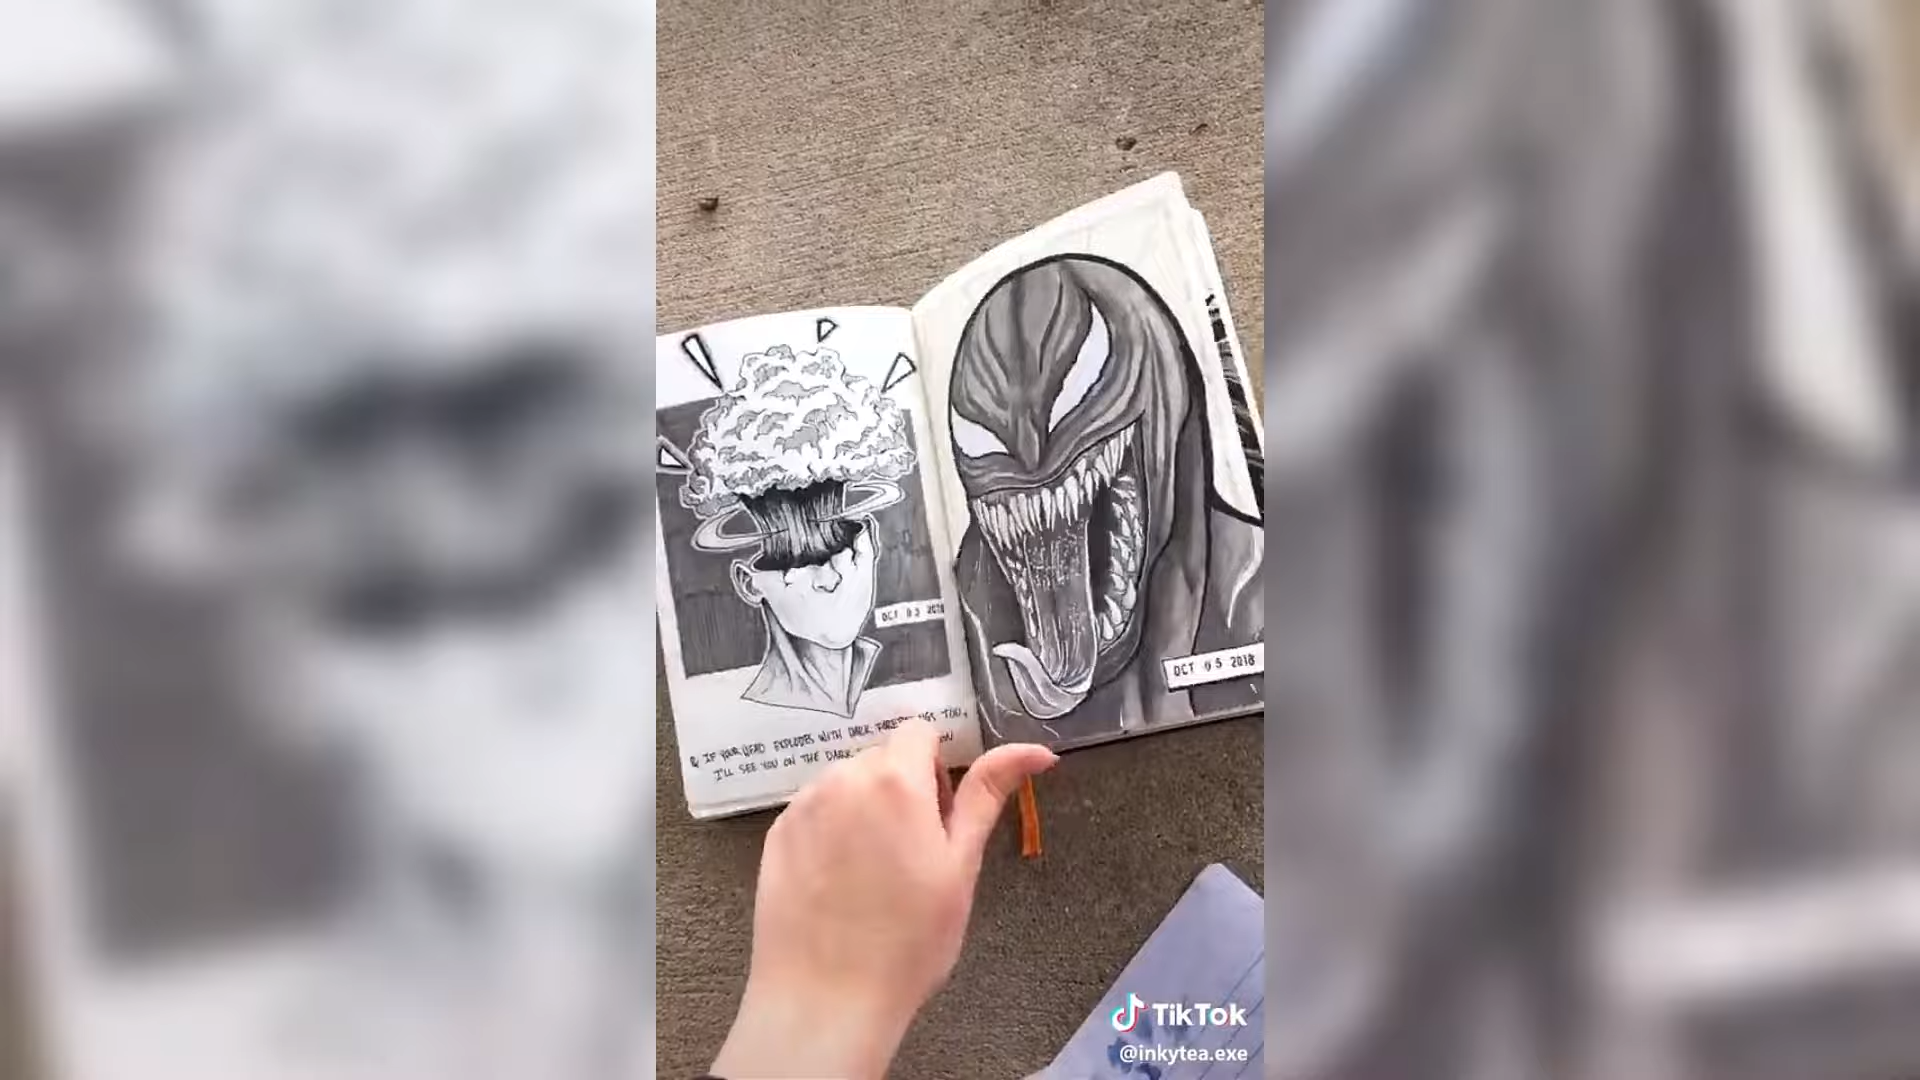 OCT 03 2018
& IF YOUR HEAD EXPLODES WITH DARK TOO,
I'LL SEE YOU ON THE DARK
OCT 05 2018
TikTok
@inkytea.exe